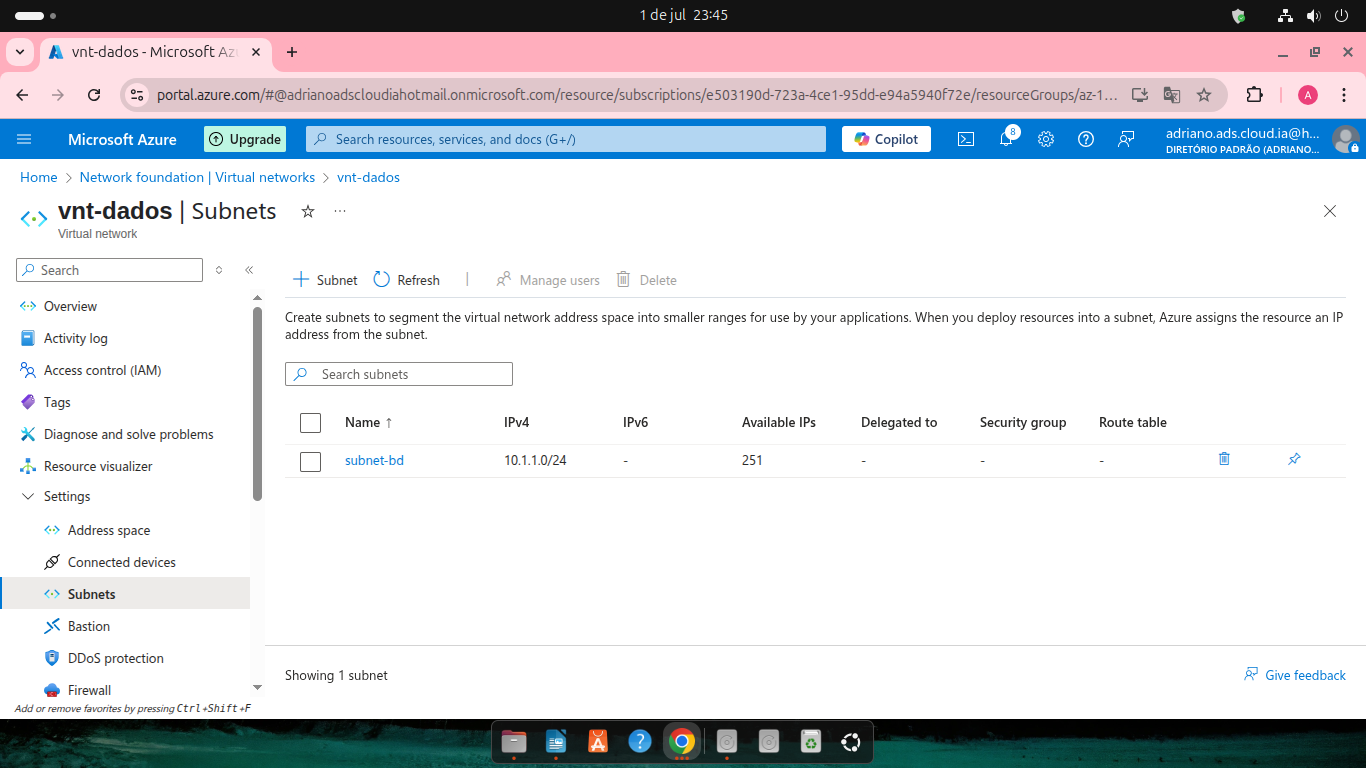 1 de jul 23:45
vnt-dados - Microsoft Az
portal.azure.com/#@adrianoadscloudiahotmail.onmicrosoft.com/resource/subscriptions/e503190d-723a-4ce1-95dd-e94a5940f72e/resourceGroups/az-1...
A
Microsoft Azure
Upgrade
Search resources, services, and docs (G+/)
Copilot
8
adriano.ads.cloud.ia@h...
DIRETÓRIO PADRÃO (ADRIANO...
Home > Network foundation | Virtual networks > vnt-dados
vnt-dados | Subnets
Virtual network
Search
Overview
Activity log
Access control (IAM)
Tags
Diagnose and solve problems
Resource visualizer
Settings
Address space
Connected devices
Subnets
Bastion
DDoS protection
Firewall
Add or remove favorites by pressing Ctrl+Shift+F
Subnet Refresh | Manage users Delete
Create subnets to segment the virtual network address space into smaller ranges for use by your applications. When you deploy resources into a subnet, Azure assigns the resource an IP
address from the subnet.
Search subnets
Name ↑ IPv4 IPv6 Available IPs Delegated to Security group Route table
subnet-bd 10.1.1.0/24 - 251 - - -
Showing 1 subnet
Give feedback